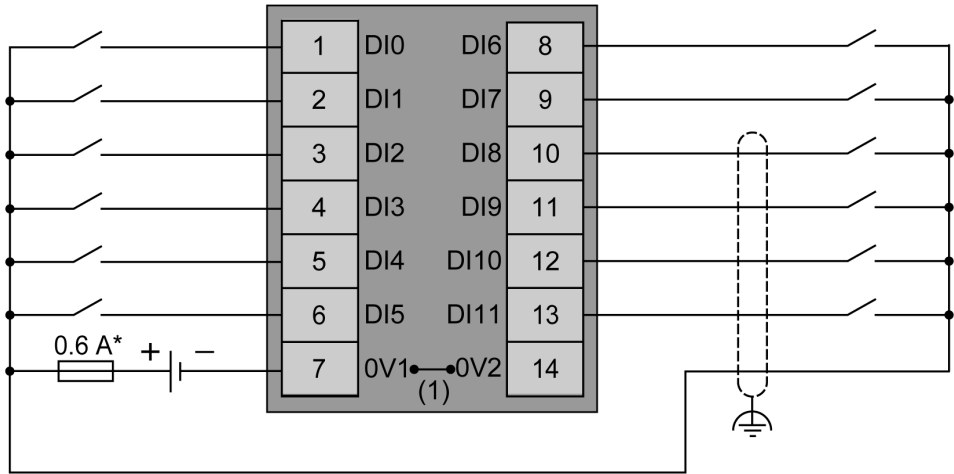 1 DI0 DI6 8
2 DI1 DI7 9
3 DI2 DI8 10
4 DI3 DI9 11
5 DI4 DI10 12
6 DI5 DI11 13
0.6 A* + −
7 0V1 0V2 14
(1)